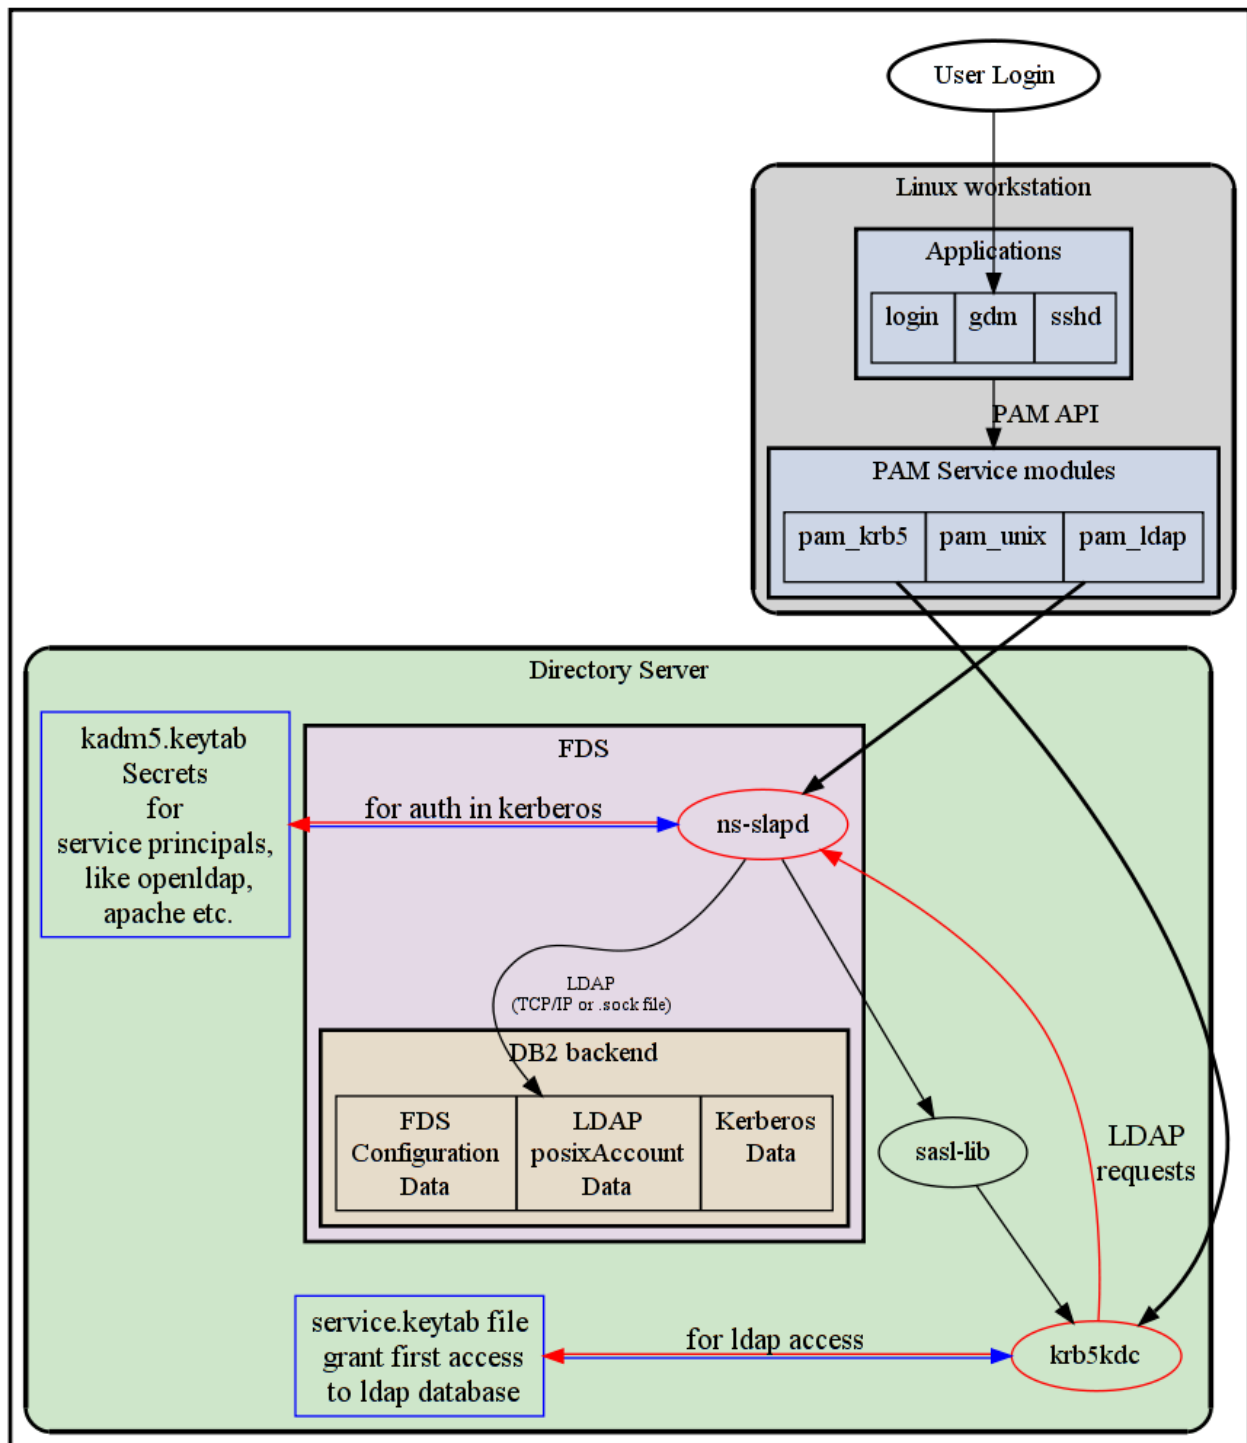 User Login
Linux workstation
Applications
login gdm sshd
PAM API
PAM Service modules
pam_krb5 pam_unix pam_ldap
Directory Server
kadm5.keytab
Secrets
for
service principals,
like openldap,
apache etc.
FDS
for auth in kerberos
ns-slapd
LDAP
(TCP/IP or .sock file)
DB2 backend
FDS
Configuration
Data
LDAP
posixAccount
Data
Kerberos
Data
sasl-lib
LDAP
requests
service.keytab file
grant first access
to ldap database
for ldap access
krb5kdc